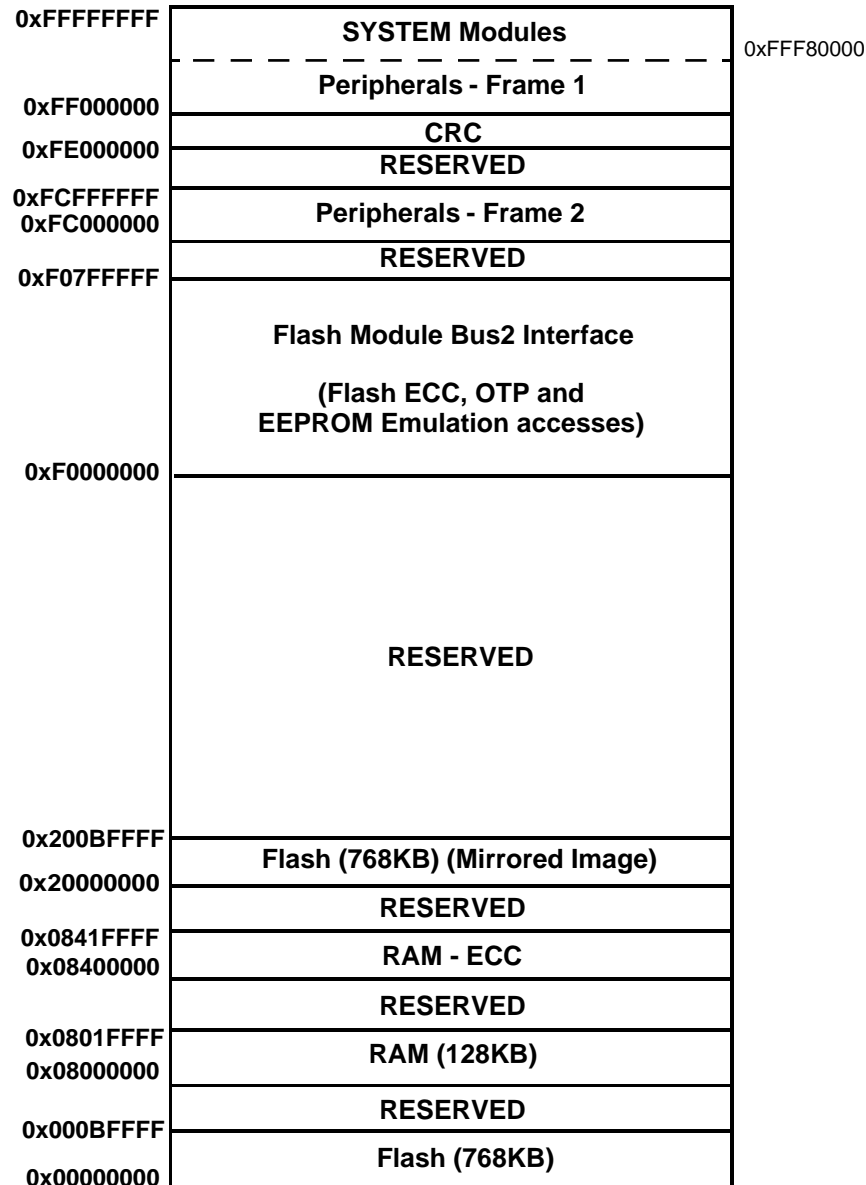 0xFFFFFFFF
SYSTEM Modules
0xFFF80000
Peripherals - Frame 1
0xFF000000
CRC
0xFE000000
RESERVED
0xFCFFFFFF
Peripherals - Frame 2
0xFC000000
RESERVED
0xF07FFFFF
Flash Module Bus2 Interface
(Flash ECC, OTP and
EEPROM Emulation accesses)
0xF0000000
RESERVED
0x200BFFFF
Flash (768KB) (Mirrored Image)
0x20000000
RESERVED
0x0841FFFF
RAM - ECC
0x08400000
RESERVED
0x0801FFFF
RAM (128KB)
0x08000000
RESERVED
0x000BFFFF
Flash (768KB)
0x00000000